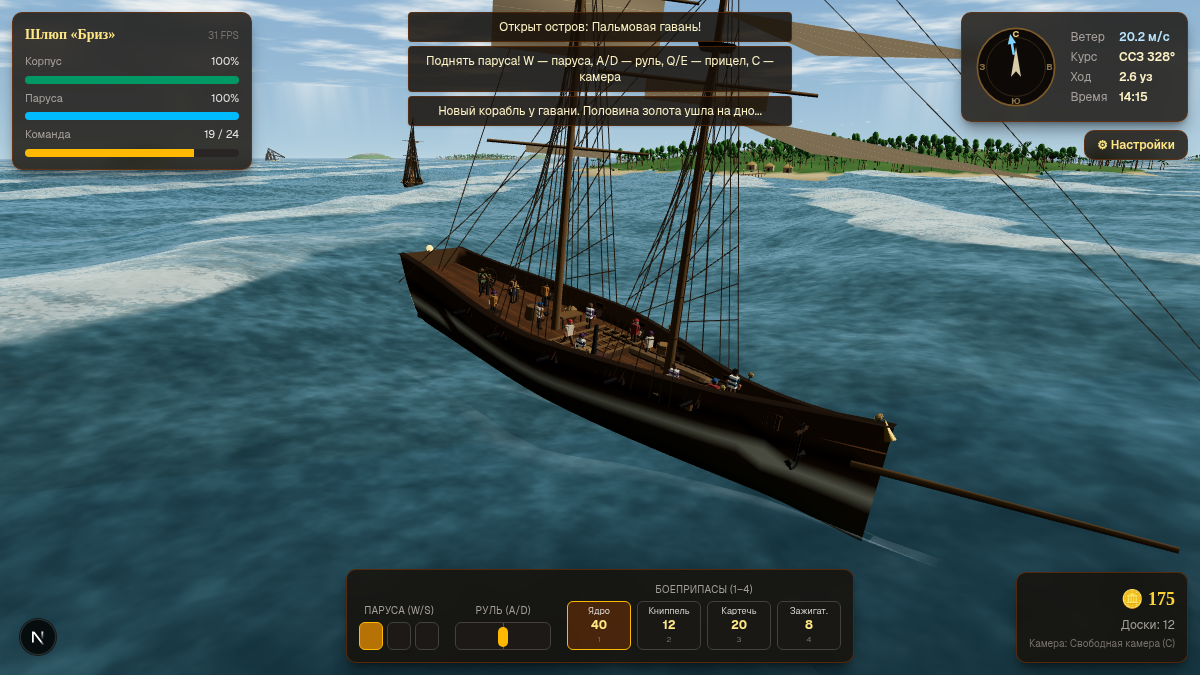 Шлюп «Бриз»
31 FPS
Корпус 100%
Паруса 100%
Команда 19 / 24
Открыт остров: Пальмовая гавань!
Поднять паруса! W — паруса, A/D — руль, Q/E — прицел, C —
камера
Новый корабль у гавани. Половина золота ушла на дно…
С
З
В
Ю
Ветер 20.2 м/с
Курс ССЗ 328°
Ход 2.6 уз
Время 14:15
⚙ Настройки
ПАРУСА (W/S)
РУЛЬ (A/D)
БОЕПРИПАСЫ (1–4)
Ядро
40
1
Книппель
12
2
Картечь
20
3
Зажигат.
8
4
175
Доски: 12
Камера: Свободная камера (C)
N